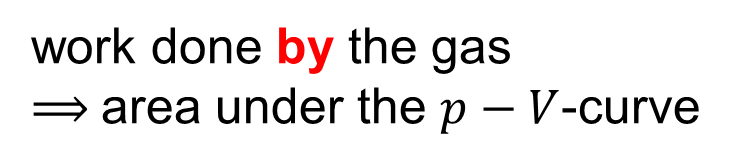 work done by the gas
⟹ area under the p − V-curve